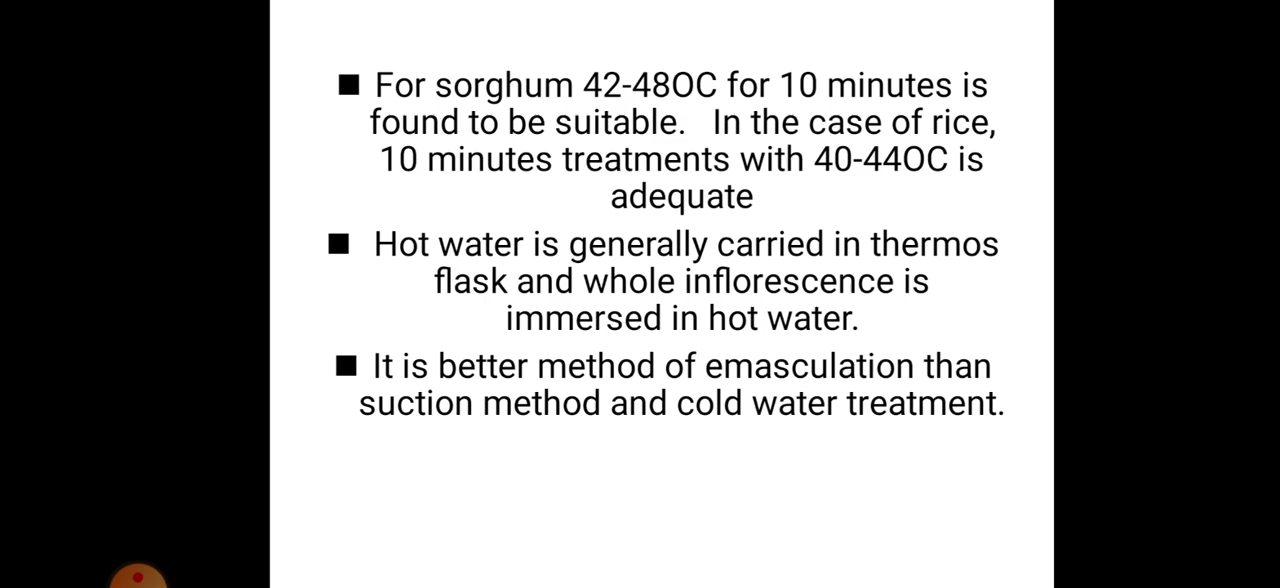 ■ For sorghum 42-48OC for 10 minutes is
found to be suitable.   In the case of rice,
10 minutes treatments with 40-44OC is
adequate
■ Hot water is generally carried in thermos
flask and whole inflorescence is
immersed in hot water.
■ It is better method of emasculation than
suction method and cold water treatment.